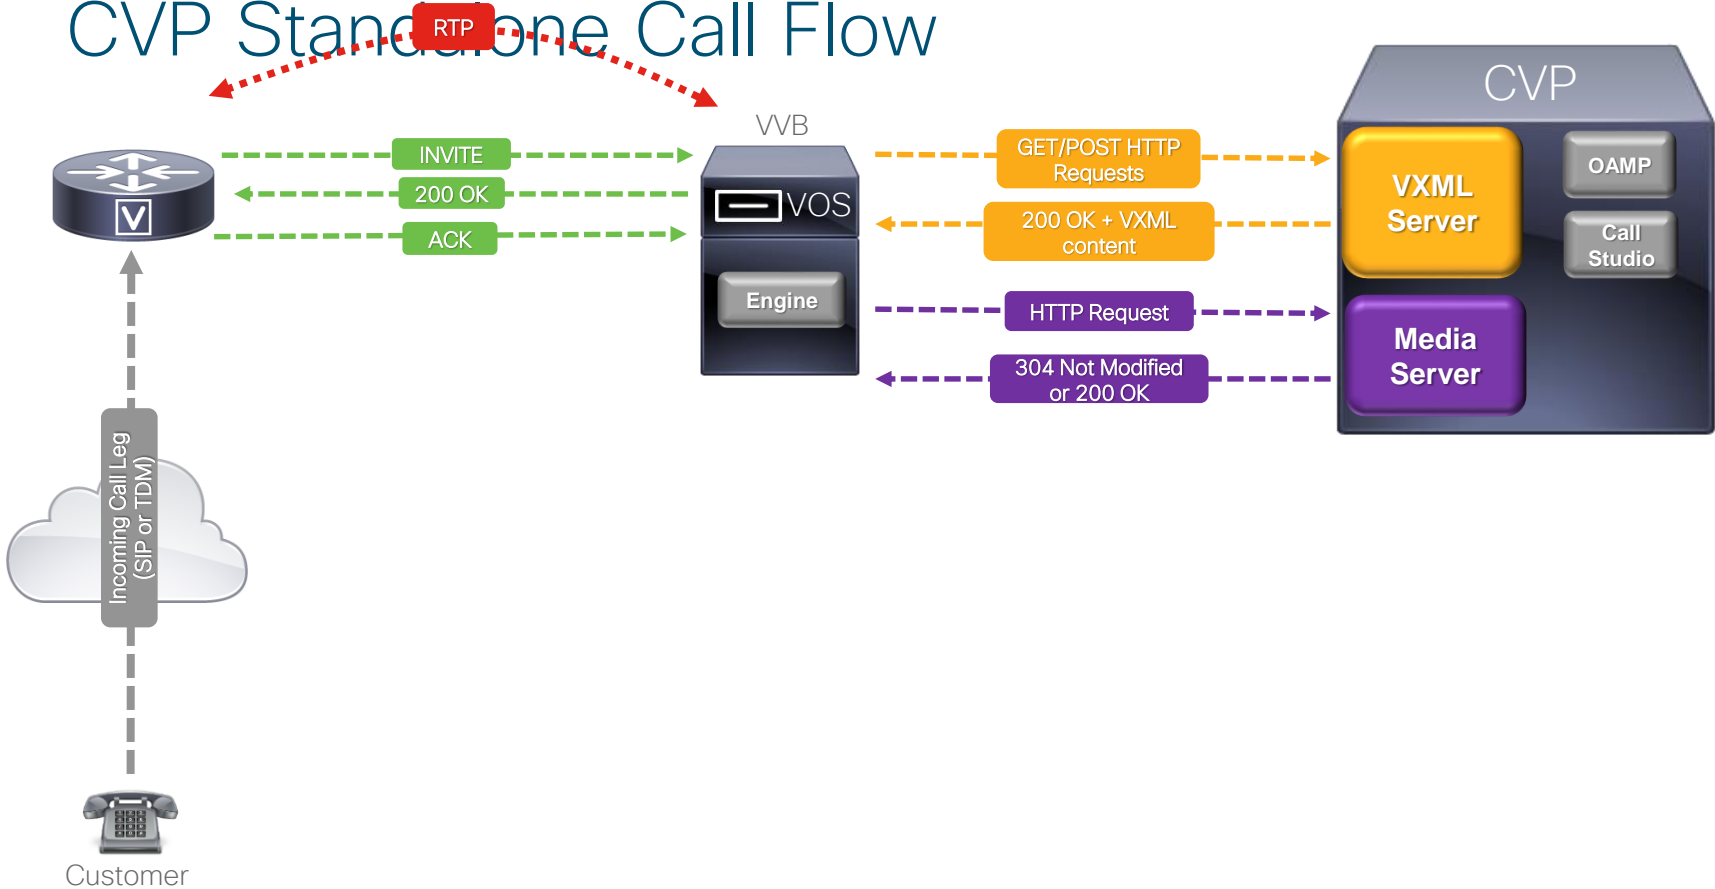 CVP Standalone Call Flow
RTP
VVB
CVP
INVITE
200 OK
ACK
VOS
Engine
GET/POST HTTP
Requests
200 OK + VXML
content
HTTP Request
304 Not Modified
or 200 OK
VXML
Server
OAMP
Call
Studio
Media
Server
V
Incoming Call Leg
(SIP or TDM)
Customer